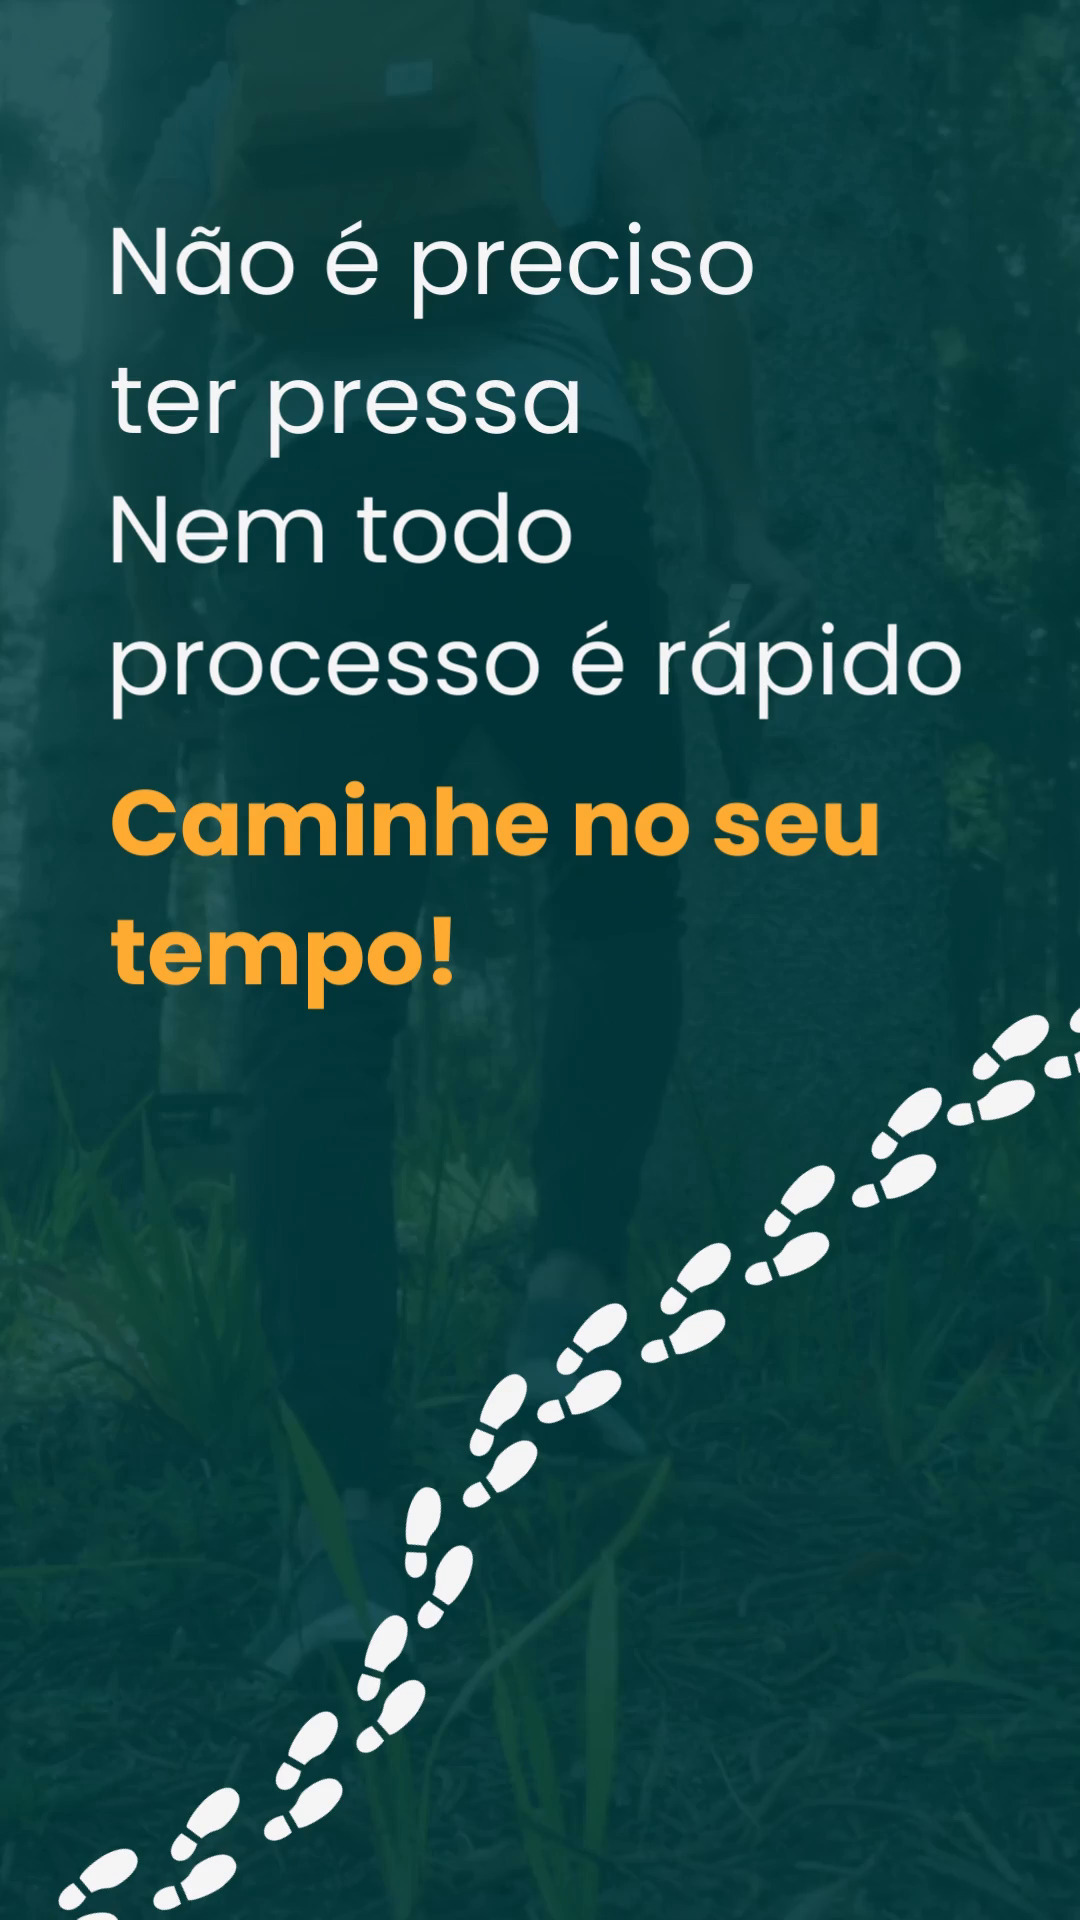 Não é preciso
ter pressa
Nem todo
processo é rápido
Caminhe no seu
tempo!